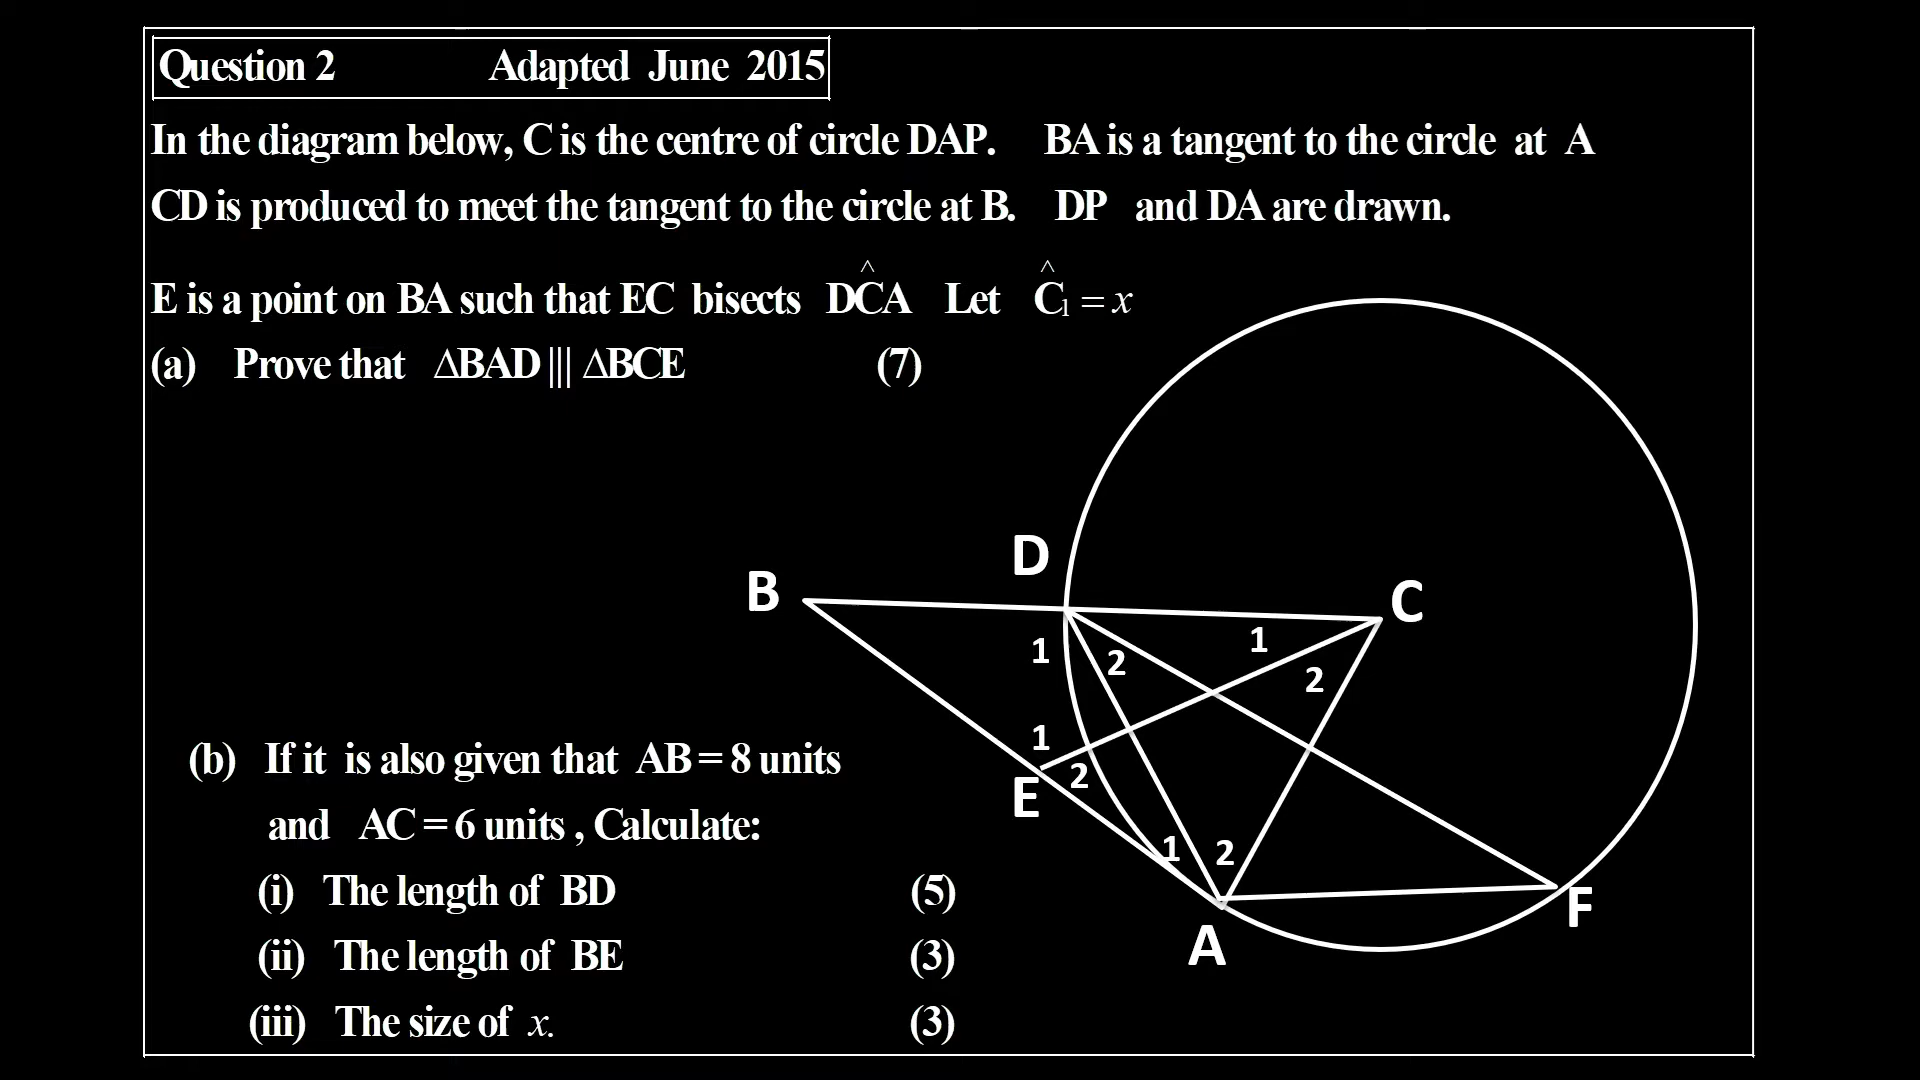 Question 2 Adapted June 2015
In the diagram below, C is the centre of circle DAP. BA is a tangent to the circle at A
CD is produced to meet the tangent to the circle at B. DP and DA are drawn.
E is a point on BA such that EC bisects DĈA Let Ĉ₁ = x
(a) Prove that ΔBAD ||| ΔBCE (7)
D
B
C
1
1
2
2
1
(b) If it is also given that AB = 8 units
2
E
and AC = 6 units , Calculate:
1 2
(i) The length of BD (5)
F
A
(ii) The length of BE (3)
(iii) The size of x. (3)